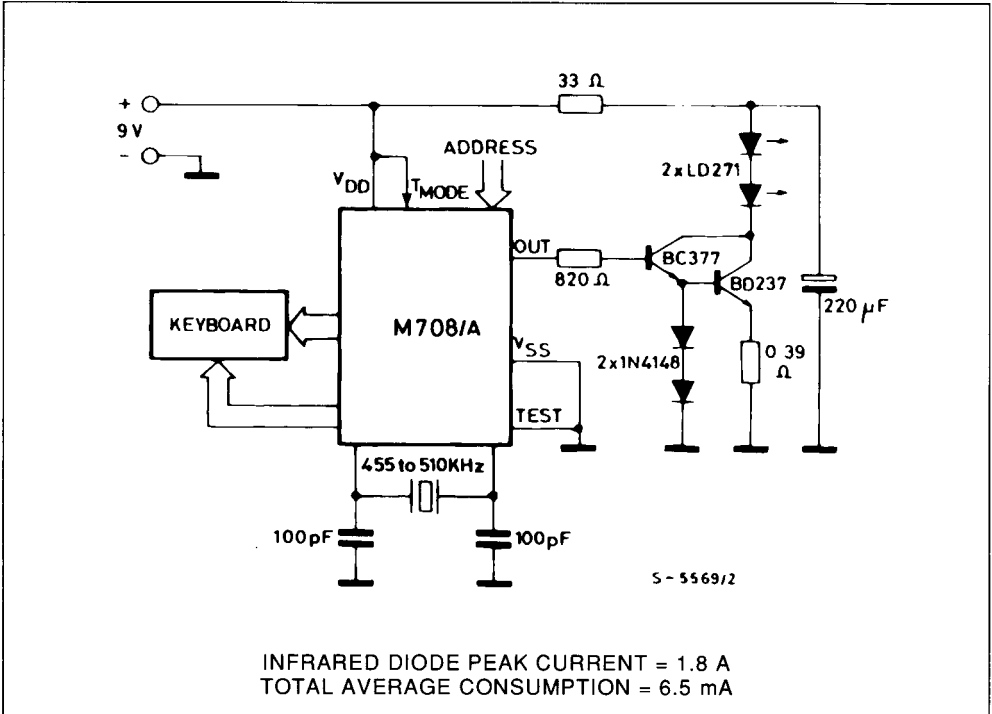 33 Ω
+
9 V
-
ADDRESS
VDD
TMODE
2xLD271
OUT
820 Ω
BC377
BD237
220 µF
KEYBOARD
M708/A
VSS
2x1N4148
0 39
Ω
TEST
455 to 510KHz
100pF
100pF
S-5569/2
INFRARED DIODE PEAK CURRENT = 1.8 A
TOTAL AVERAGE CONSUMPTION = 6.5 mA